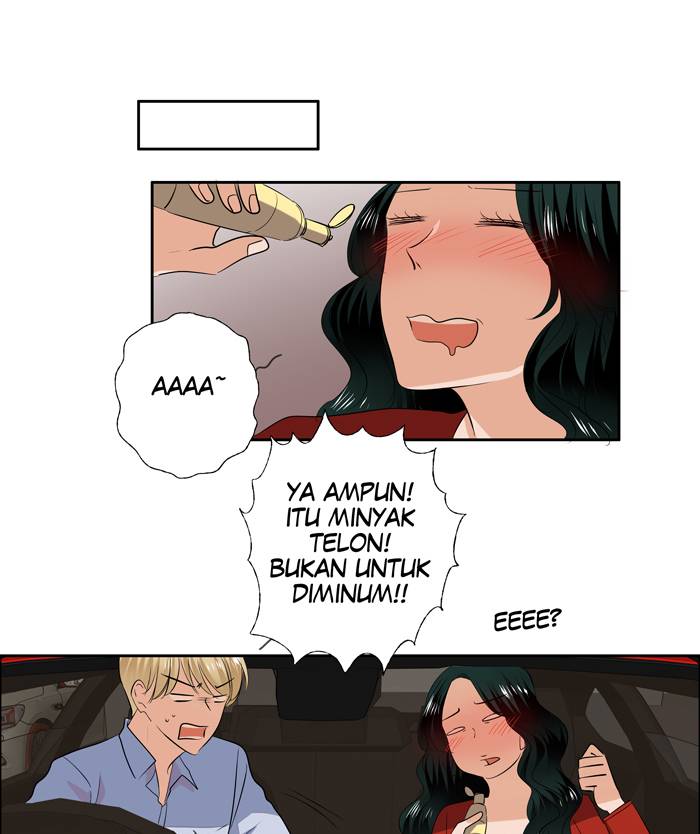 AAAA~
YA AMPUN!
ITU MINYAK
TELON!
BUKAN UNTUK
DIMINUM!!
EEEE?